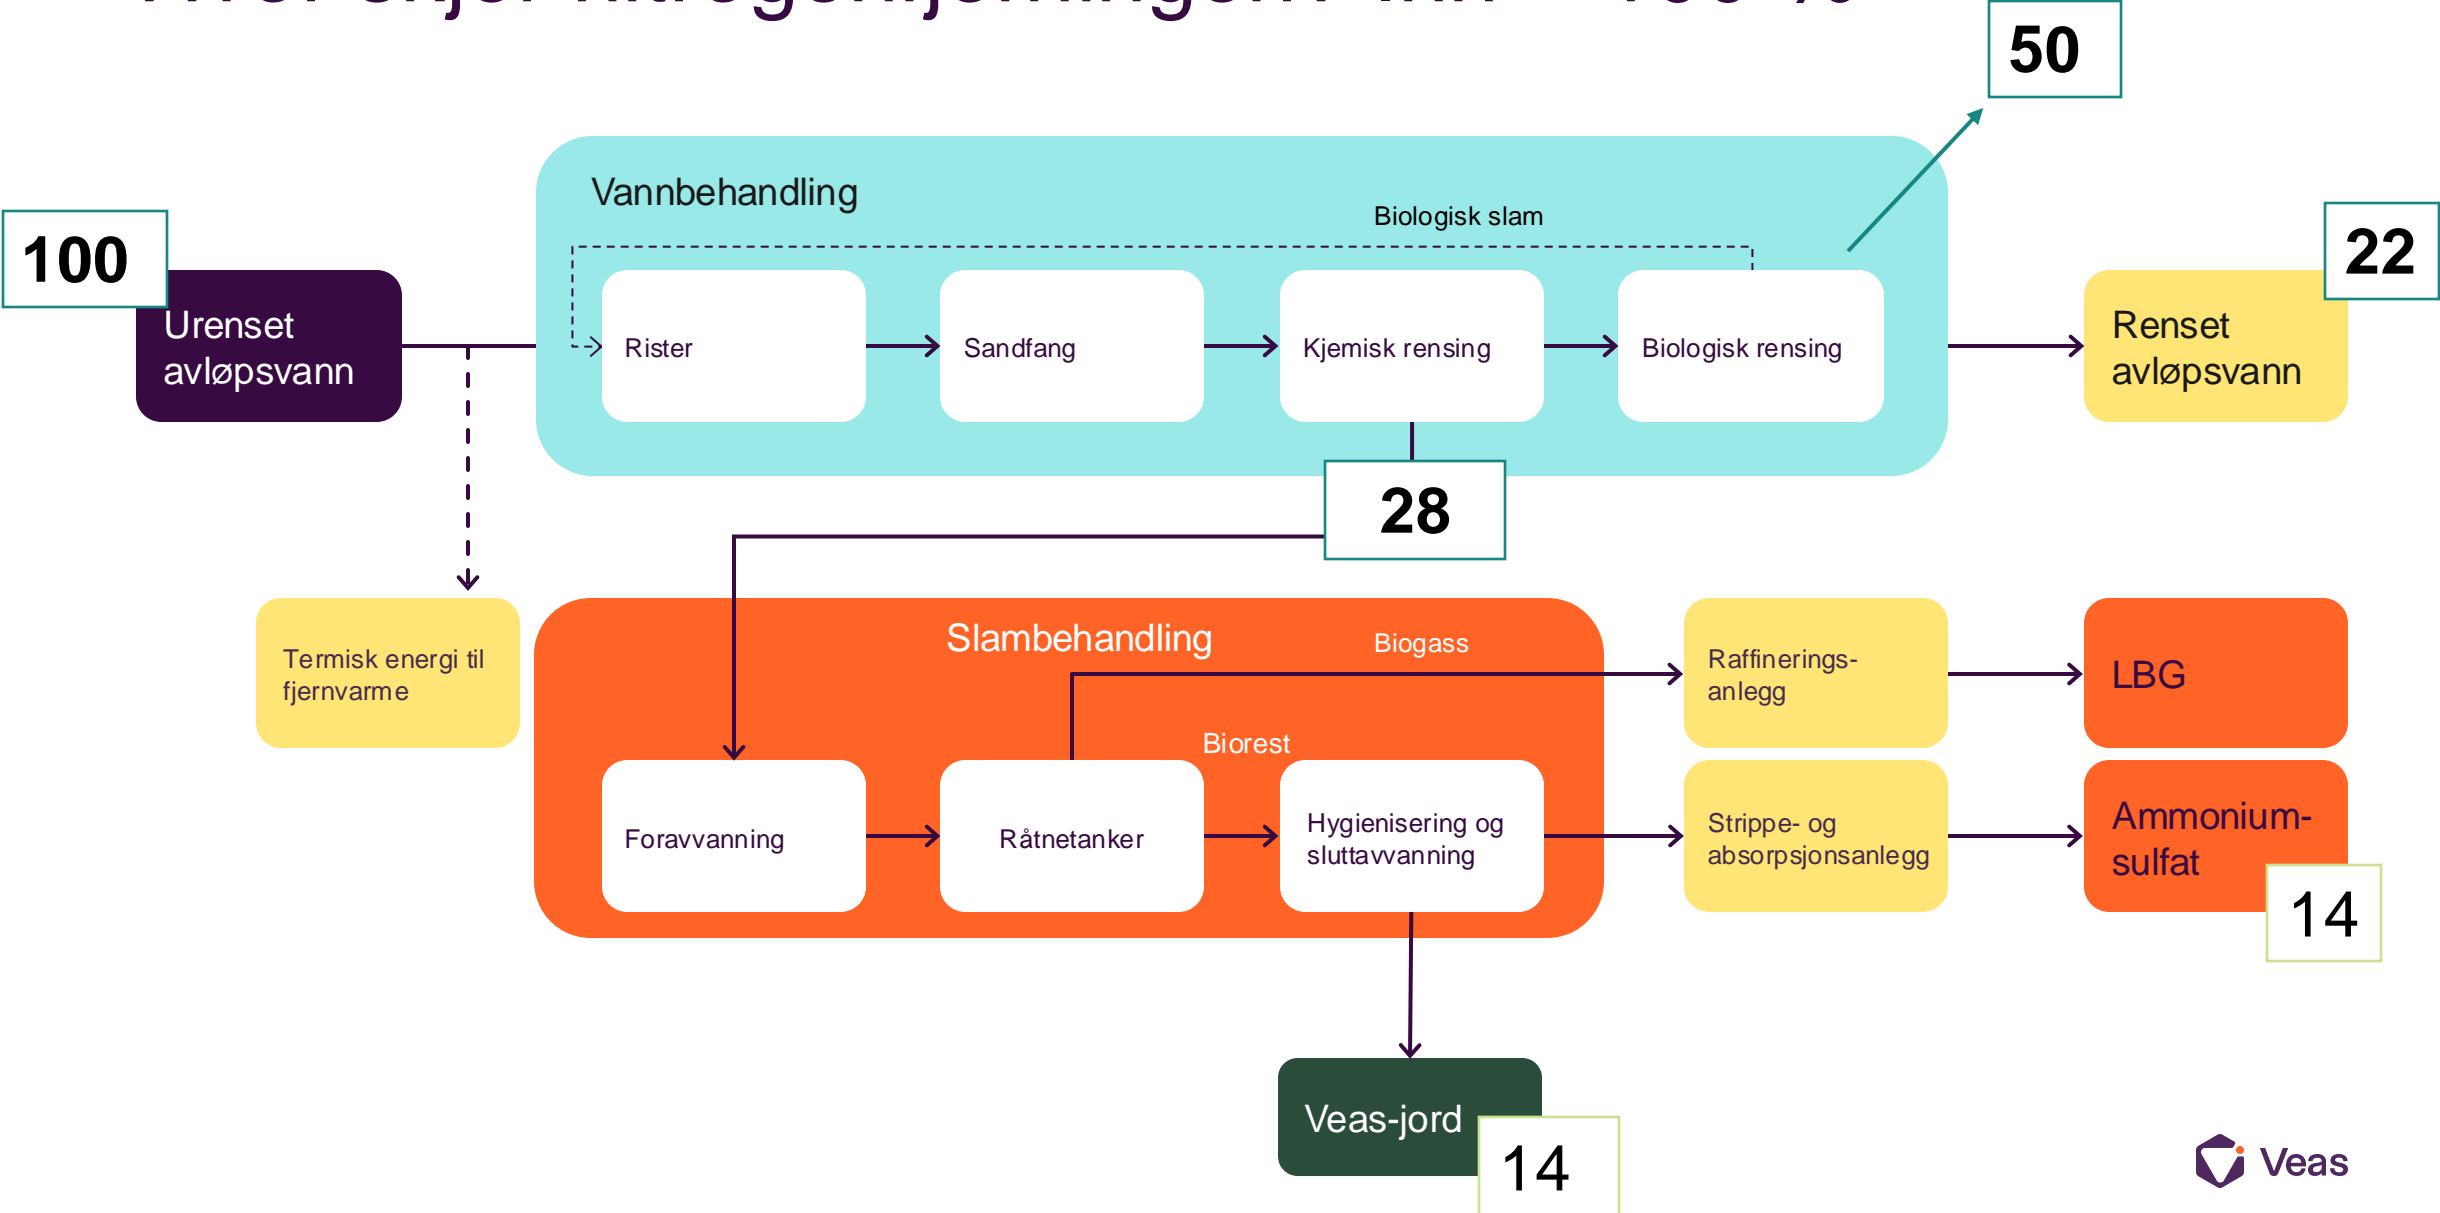 50
Vannbehandling
Biologisk slam
100
22
Urenset
avløpsvann
Rister
Sandfang
Kjemisk rensing
Biologisk rensing
Renset
avløpsvann
28
Slambehandling
Biogass
Termisk energi til
fjernvarme
Raffinerings-
anlegg
LBG
Biorest
Foravvanning
Råtnetanker
Hygienisering og
sluttavvanning
Strippe- og
absorpsjonsanlegg
Ammonium-
sulfat
14
Veas-jord
14
Veas